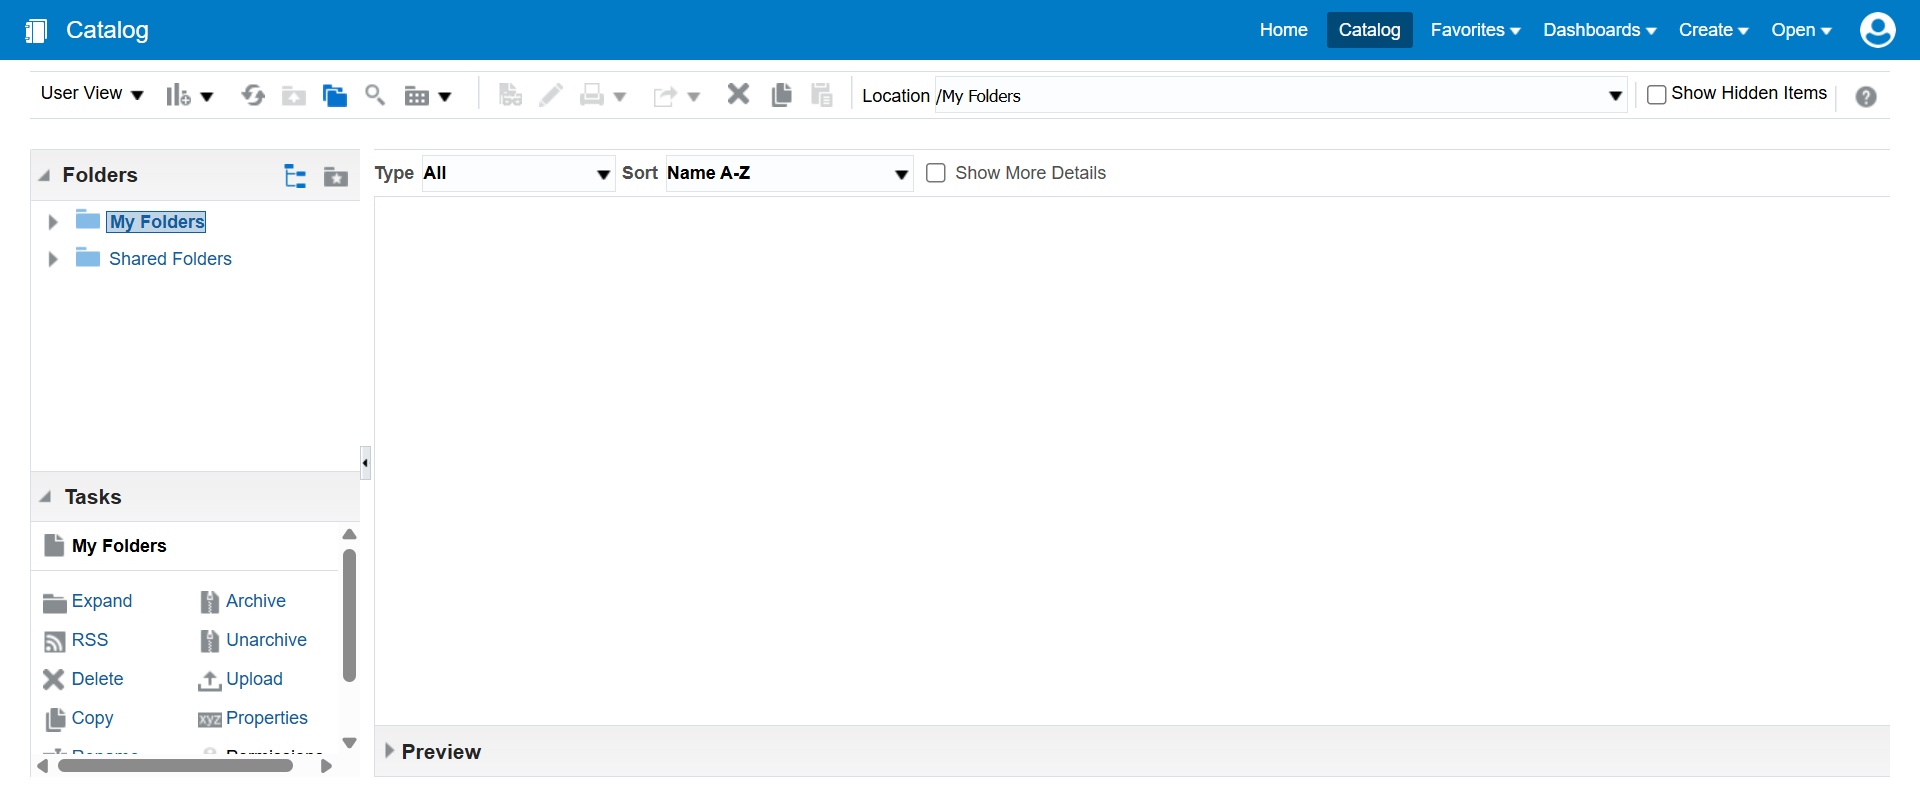 Catalog
Home Catalog Favorites Dashboards Create Open
User View
Location /My Folders
Show Hidden Items
Folders
My Folders
Shared Folders
Type All Sort Name A-Z Show More Details
Tasks
My Folders
Expand Archive
RSS Unarchive
Delete Upload
Copy xyz Properties
Rename Permissions
Preview